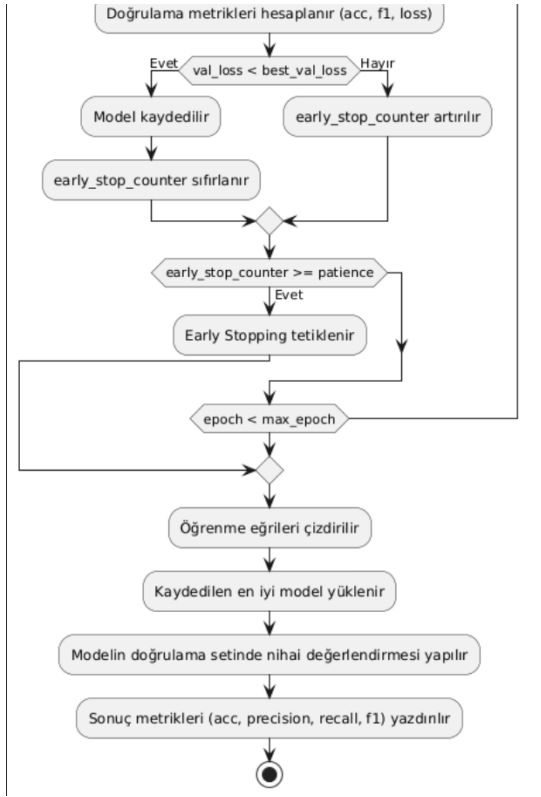 Doğrulama metrikleri hesaplanır (acc, f1, loss)
Evet
val_loss < best_val_loss
Hayır
Model kaydedilir
early_stop_counter artırılır
early_stop_counter sıfırlanır
early_stop_counter >= patience
Evet
Early Stopping tetiklenir
epoch < max_epoch
Öğrenme eğrileri çizdirilir
Kaydedilen en iyi model yüklenir
Modelin doğrulama setinde nihai değerlendirmesi yapılır
Sonuç metrikleri (acc, precision, recall, f1) yazdırılır